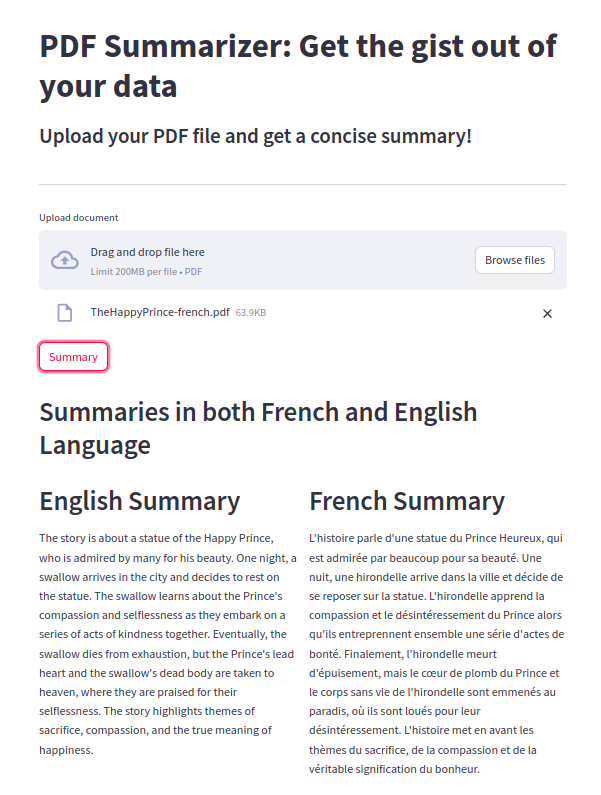 PDF Summarizer: Get the gist out of
your data
Upload your PDF file and get a concise summary!
Upload document
Drag and drop file here
Limit 200MB per file • PDF
Browse files
TheHappyPrince-french.pdf 63.9KB
Summary
Summaries in both French and English
Language
English Summary
The story is about a statue of the Happy Prince,
who is admired by many for his beauty. One night, a
swallow arrives in the city and decides to rest on
the statue. The swallow learns about the Prince's
compassion and selflessness as they embark on a
series of acts of kindness together. Eventually, the
swallow dies from exhaustion, but the Prince's lead
heart and the swallow's dead body are taken to
heaven, where they are praised for their
selflessness. The story highlights themes of
sacrifice, compassion, and the true meaning of
happiness.
French Summary
L'histoire parle d'une statue du Prince Heureux, qui
est admirée par beaucoup pour sa beauté. Une
nuit, une hirondelle arrive dans la ville et décide de
se reposer sur la statue. L'hirondelle apprend la
compassion et le désintéressement du Prince alors
qu'ils entreprennent ensemble une série d'actes de
bonté. Finalement, l'hirondelle meurt
d'épuisement, mais le cœur de plomb du Prince et
le corps sans vie de l'hirondelle sont emmenés au
paradis, où ils sont loués pour leur
désintéressement. L'histoire met en avant les
thèmes du sacrifice, de la compassion et de la
véritable signification du bonheur.